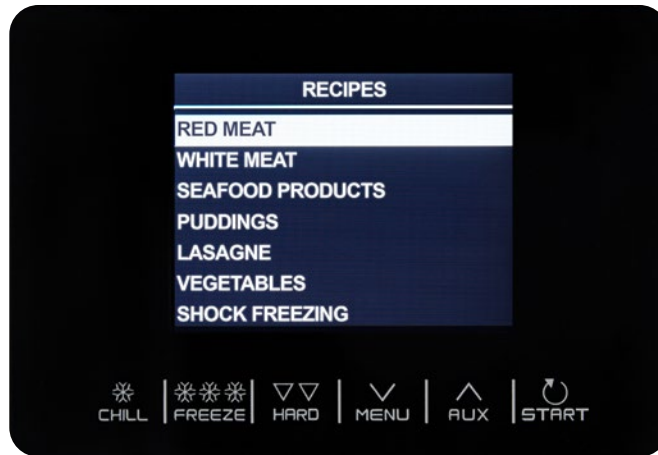 RECIPES
RED MEAT
WHITE MEAT
SEAFOOD PRODUCTS
PUDDINGS
LASAGNE
VEGETABLES
SHOCK FREEZING
CHILL FREEZE HARD MENU AUX START